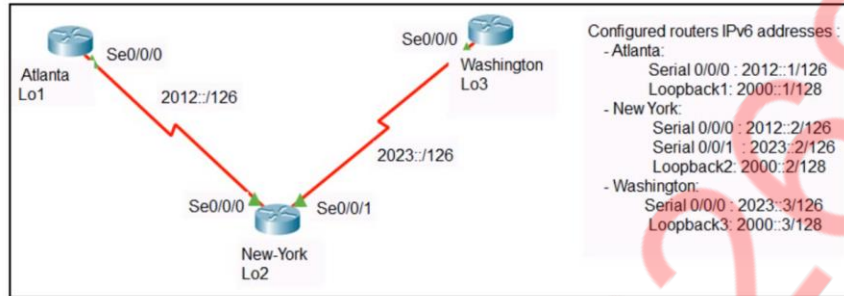 Se0/0/0
Atlanta
Lo1
2012::/126
Se0/0/0
Washington
Lo3
2023::/126
Se0/0/0
Se0/0/1
New-York
Lo2
Configured routers IPv6 addresses :
- Atlanta:
Serial 0/0/0 : 2012::1/126
Loopback1: 2000::1/128
- New York:
Serial 0/0/0 : 2012::2/126
Serial 0/0/1 : 2023::2/126
Loopback2: 2000::2/128
- Washington:
Serial 0/0/0 : 2023::3/126
Loopback3: 2000::3/128